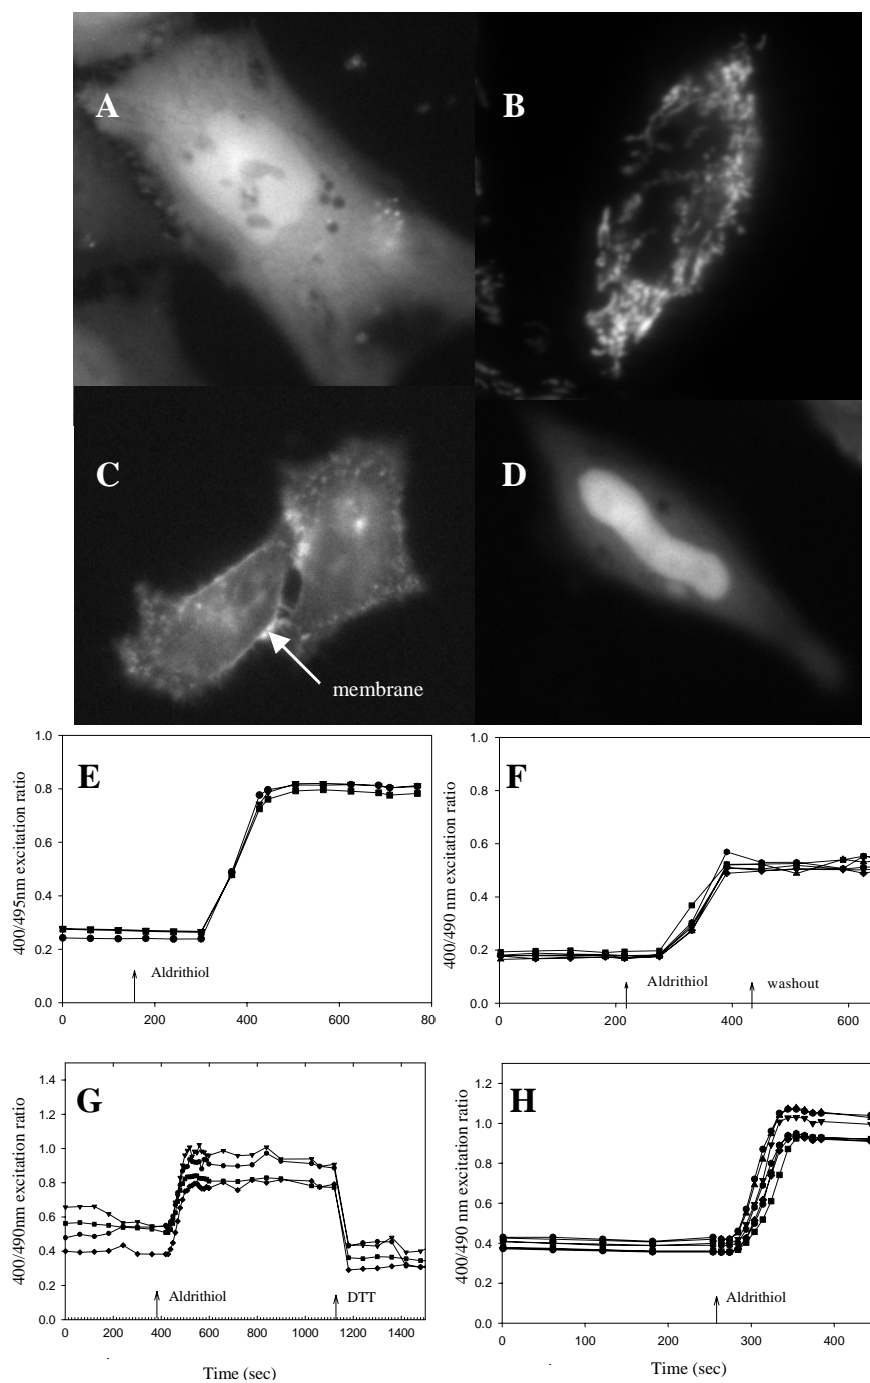 A
B
C
D
membrane
E
400/495nm excitation ratio
1.0
0.8
0.6
0.4
0.2
0.0
Aldrithiol
0 200 400 600 80
F
400/490 nm excitation ratio
1.0
0.8
0.6
0.4
0.2
0.0
Aldrithiol washout
0 200 400 600
G
400/490nm excitation ratio
1.4
1.2
1.0
0.8
0.6
0.4
0.2
0.0
Aldrithiol DTT
0 200 400 600 800 1000 1200 1400
Time (sec)
H
400/490 nm excitation ratio
1.2
1.0
0.8
0.6
0.4
0.2
0.0
Aldrithiol
0 100 200 300 400
Time (sec)